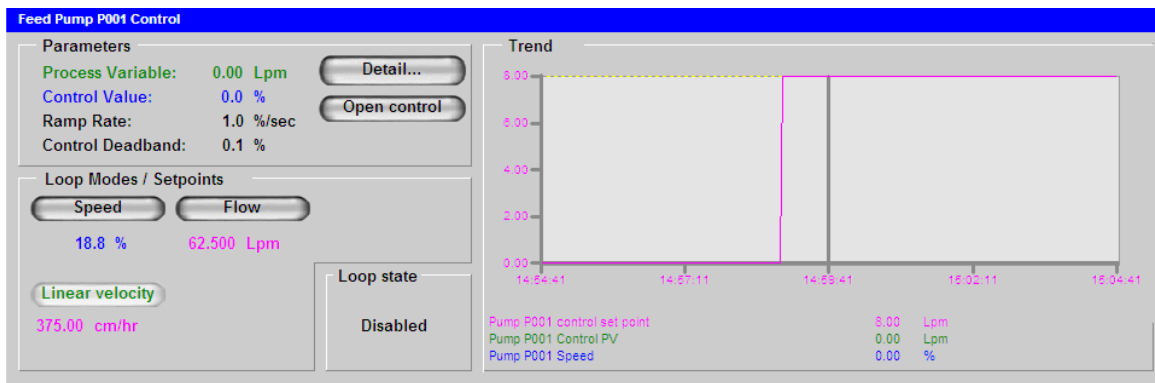 Feed Pump P001 Control
Parameters
Process Variable: 0.00 Lpm
Control Value: 0.0 %
Ramp Rate: 1.0 %/sec
Control Deadband: 0.1 %
Detail...
Open control
Loop Modes / Setpoints
Speed Flow
18.8 % 62.500 Lpm
Linear velocity
375.00 cm/hr
Loop state
Disabled
Trend
8.00
6.00
4.00
2.00
0.00
14:54:41 14:57:11 14:59:41 15:02:11 15:04:41
Pump P001 control set point 8.00 Lpm
Pump P001 Control PV 0.00 Lpm
Pump P001 Speed 0.00 %